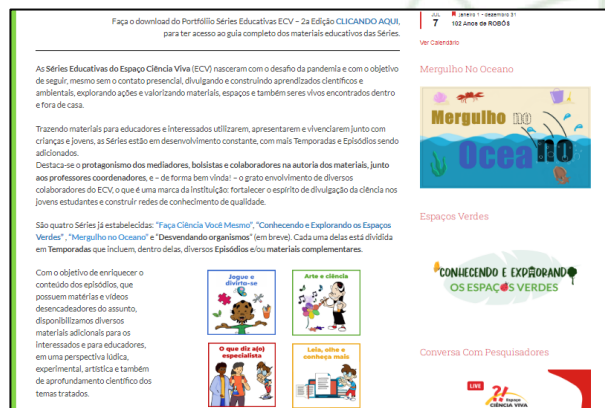 Faça o download do Portfóliio Séries Educativas ECV – 2a Edição CLICANDO AQUI,
para ter acesso ao guia completo dos materiais educativos das Séries.
As Séries Educativas do Espaço Ciência Viva (ECV) nasceram com o desafio da pandemia e com o objetivo
de seguir, mesmo sem o contato presencial, divulgando e construindo aprendizados científicos e
ambientais, explorando ações e valorizando materiais, espaços e também seres vivos encontrados dentro
e fora de casa.
Trazendo materiais para educadores e interessados utilizarem, apresentarem e vivenciarem junto com
crianças e jovens, as Séries estão em desenvolvimento constante, com mais Temporadas e Episódios sendo
adicionados.
Destaca-se o protagonismo dos mediadores, bolsistas e colaboradores na autoria dos materiais, junto
aos professores coordenadores, e – de forma bem vinda! – o grato envolvimento de diversos
colaboradores do ECV, o que é uma marca da instituição: fortalecer o espírito de divulgação da ciência nos
jovens estudantes e construir redes de conhecimento de qualidade.
São quatro Séries já estabelecidas: "Faça Ciência Você Mesmo", "Conhecendo e Explorando os Espaços
Verdes" , "Mergulho no Oceano" e "Desvendando organismos" (em breve). Cada uma delas está dividida
em Temporadas que incluem, dentro delas, diversos Episódios e/ou materiais complementares.
Com o objetivo de enriquecer o
conteúdo dos episódios, que
possuem matérias e vídeos
desencadeadores do assunto,
disponibilizamos diversos
materiais adicionais para os
interessados e para educadores,
em uma perspectiva lúdica,
experimental, artística e também
de aprofundamento científico dos
temas tratados.
Jogue e
divirta-se
Arte e ciência
O que diz a(o)
especialista
Leia, olhe e
conheça mais
JUL
7
janeiro 1 - dezembro 31
102 Anos de ROBÔS
Ver Calendário
Mergulho No Oceano
Mergulho no
Oceano
Espaços Verdes
CONHECENDO E EXPLORANDO
OS ESPAÇOS VERDES
Conversa Com Pesquisadores
LIVE
Espaço
CIÊNCIA VIVA